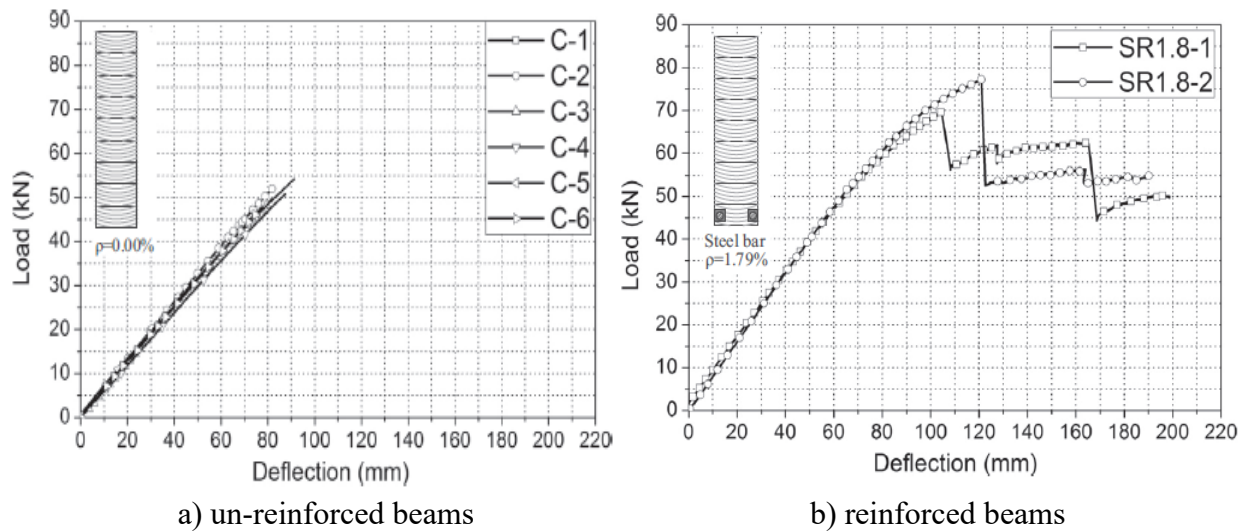 90
80
70
60
50
40
30
20
10
0
Load (kN)
ρ=0.00%
C-1
C-2
C-3
C-4
C-5
C-6
0 20 40 60 80 100 120 140 160 180 200 220
Deflection (mm)
a) un-reinforced beams
90
80
70
60
50
40
30
20
10
0
Load (kN)
Steel bar
ρ=1.79%
SR1.8-1
SR1.8-2
0 20 40 60 80 100 120 140 160 180 200 220
Deflection (mm)
b) reinforced beams